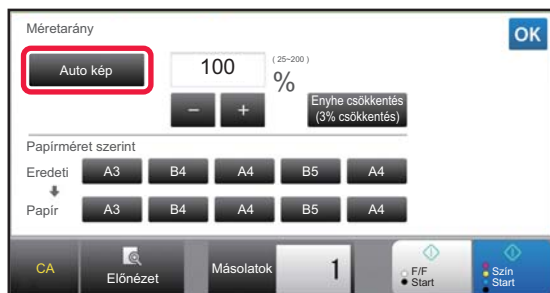 Méretarány
OK
Auto kép
100
(25~200)
%
− +
Enyhe csökkentés
(3% csökkentés)
Papírméret szerint
Eredeti A3 B4 A4 B5 A4
Papír A3 B4 A4 B5 A4
CA
Előnézet
Másolatok 1
F/F
Start
Szín
Start